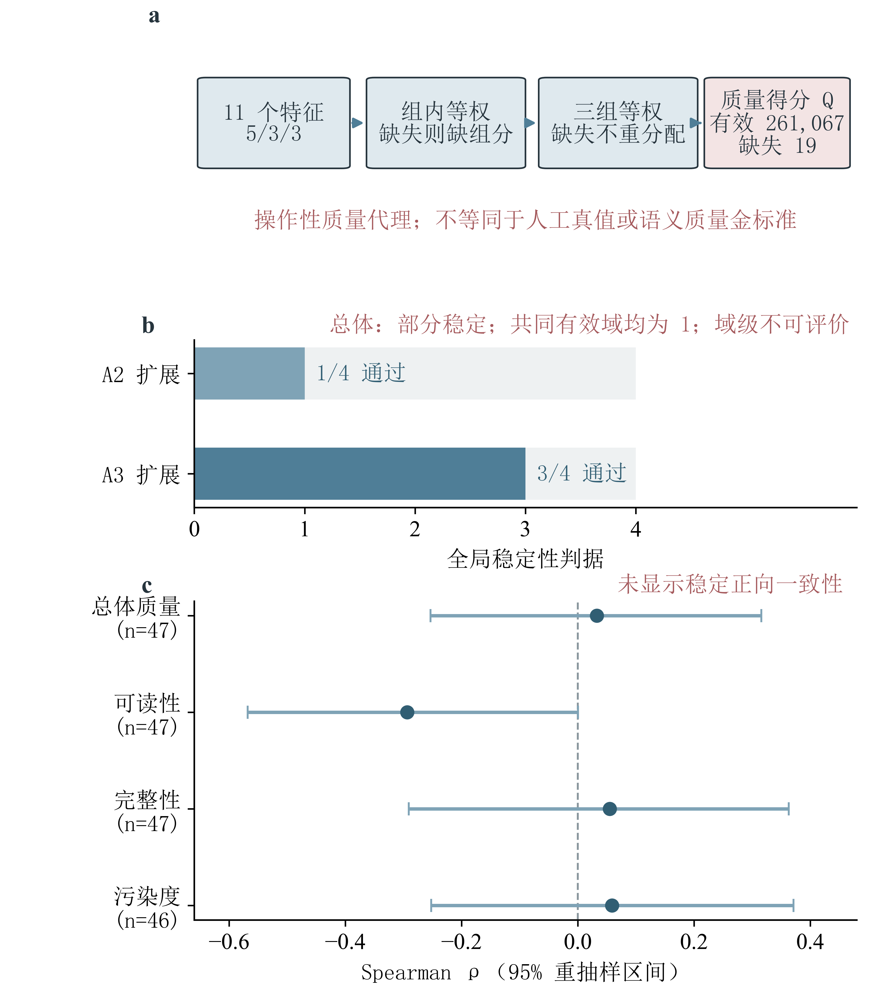 a
11 个特征
5/3/3
组内等权
缺失则缺组分
三组等权
缺失不重分配
质量得分 Q
有效 261,067
缺失 19
操作性质量代理；不等同于人工真值或语义质量金标准
b
总体：部分稳定；共同有效域均为 1；域级不可评价
A2 扩展
1/4 通过
A3 扩展
3/4 通过
0 1 2 3 4
全局稳定性判据
c
未显示稳定正向一致性
总体质量
(n=47)
可读性
(n=47)
完整性
(n=47)
污染度
(n=46)
−0.6 −0.4 −0.2 0.0 0.2 0.4
Spearman ρ（95% 重抽样区间）